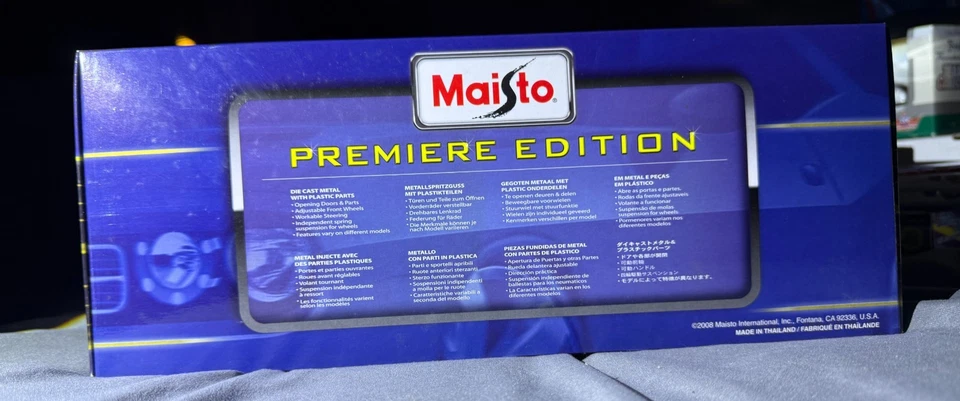 Maisto®
PREMIERE EDITION
DIE CAST METAL
WITH PLASTIC PARTS
• Opening Doors & Parts
• Adjustable Front Wheels
• Workable Steering
• Independent spring
suspension for wheels
• Features vary on different models
METALLSPRITZGUSS
MIT PLASTIKTEILEN
• Türen und Teile zum Öffnen
• Vorderräder verstellbar
• Drehbares Lenkrad
• Federung für Räder
• Die Merkmale können je
nach Modell variieren
GEGOTEN METAAL MET
PLASTIC ONDERDELEN
• Te openen deuren & delen
• Beweegbare voorwielen
• Stuurwiel met stuurfunktie
• Wielen zijn individueel geveerd
• Kenmerken verschillen per model
EM METAL E PEÇAS
EM PLÁSTICO
• Abre as portes e partes.
• Rodas da frente ajustaveis
• Volante a funcionar
• Suspensão de molas
suspension for wheels
• Pormenores variam nos
diferentes modelos
METAL INJECTE AVEC
DES PARTIES PLASTIQUES
• Portes et parties ouvrantes
• Roues avant réglables
• Volant tournant
• Suspension indépendante
à ressort
• Les fonctionnalités varient
selon les modèles
METALLO
CON PARTI IN PLASTICA
• Parti e sportelli apribili
• Ruote anteriori sterzanti
• Sterzo funzionante
• Sospensioni indipendenti
a molla per le ruote
• Caratteristiche variabili a
seconda del modello
PIEZAS FUNDIDAS DE METAL
CON PARTES DE PLASTICO
• Apertura de Puertas y otras Partes
• Rueda delantera ajustable
• Dirección práctica
• Suspensión independiente de
ballestas para los neumaticos
• La Características varían en los
diferentes modelos
ダイキャストメタル&
プラスチックパーツ
・ドアや各部が開閉
・可動前輪
・可動ハンドル
・四輪駆動サスペンション
・モデルによって特徴が異なります。
©2008 Maisto International, Inc., Fontana, CA 92336, U.S.A.
MADE IN THAILAND / FABRIQUÉ EN THAÏLANDE